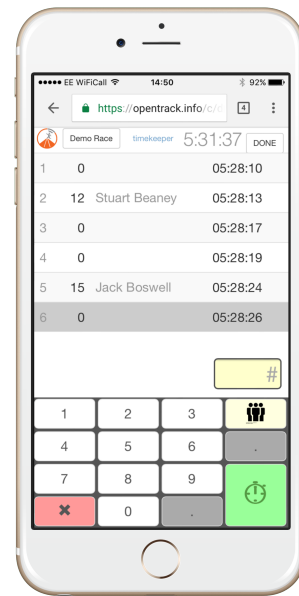 EE WiFiCall 14:50 92%
https://opentrack.info/c/ 4
Demo Race timekeeper 5:31:37 DONE
1 0 05:28:10
2 12 Stuart Beaney 05:28:13
3 0 05:28:17
4 0 05:28:19
5 15 Jack Boswell 05:28:24
6 0 05:28:26
#
1 2 3
4 5 6 .
7 8 9
0 .